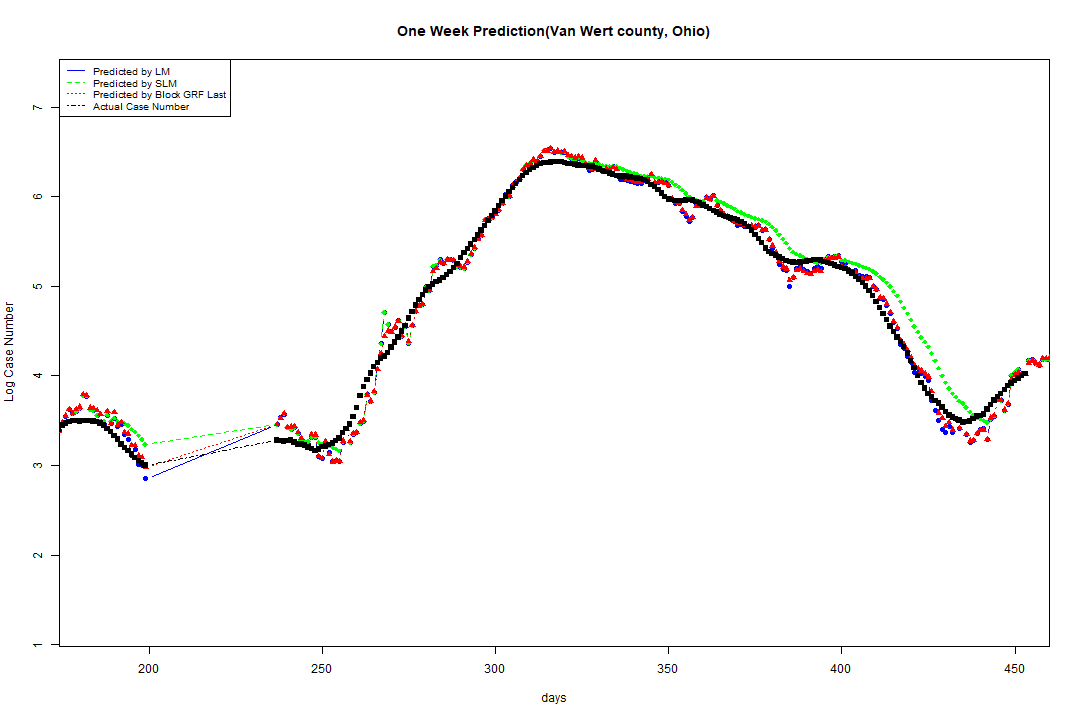 One Week Prediction(Van Wert county, Ohio)
Predicted by LM
Predicted by SLM
Predicted by Block GRF Last
Actual Case Number
7
6
5
4
3
2
1
Log Case Number
200 250 300 350 400 450
days